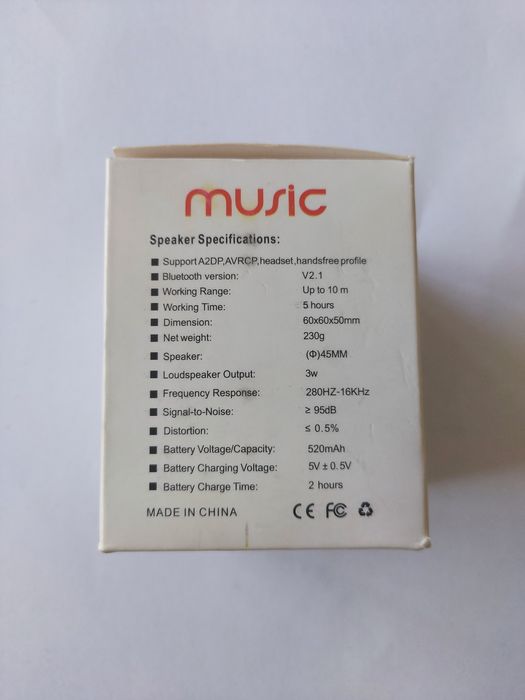 music
Speaker Specifications:
■ Support A2DP,AVRCP,headset,handsfree profile
■ Bluetooth version: V2.1
■ Working Range: Up to 10 m
■ Working Time: 5 hours
■ Dimension: 60x60x50mm
■ Net weight: 230g
■ Speaker: (Φ)45MM
■ Loudspeaker Output: 3w
■ Frequency Response: 280HZ-16KHz
■ Signal-to-Noise: ≥ 95dB
■ Distortion: ≤ 0.5%
■ Battery Voltage/Capacity: 520mAh
■ Battery Charging Voltage: 5V ± 0.5V
■ Battery Charge Time: 2 hours
MADE IN CHINA CE FC